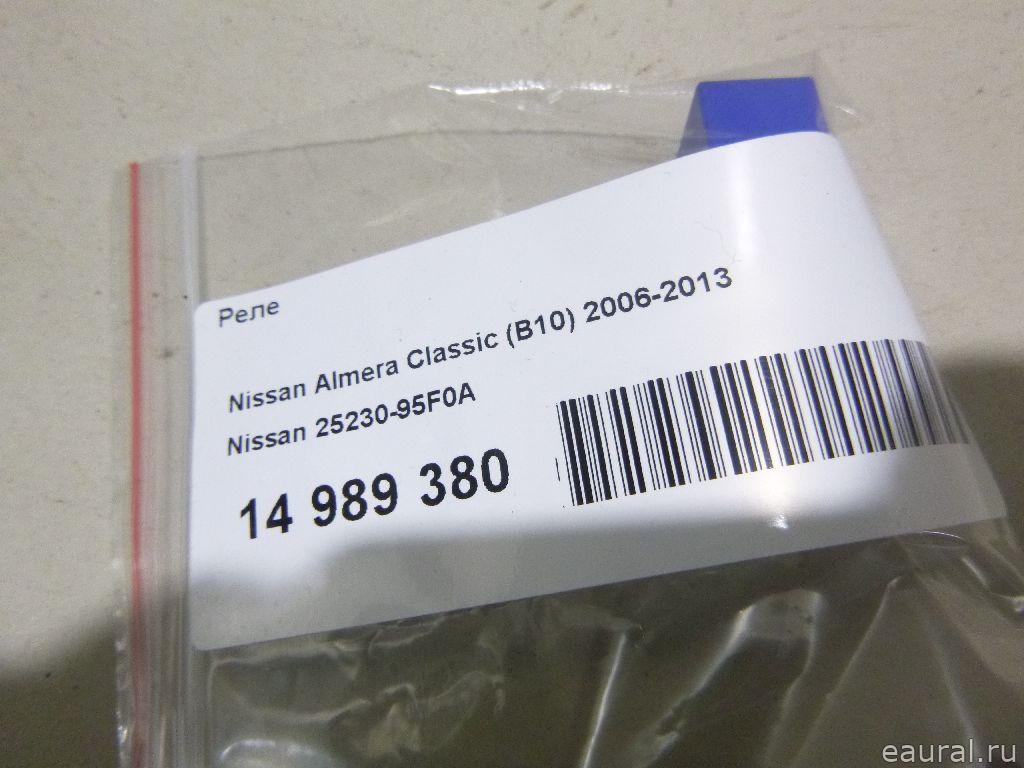 Реле
Nissan Almera Classic (B10) 2006-2013
Nissan 25230-95F0A
14 989 380
eaural.ru